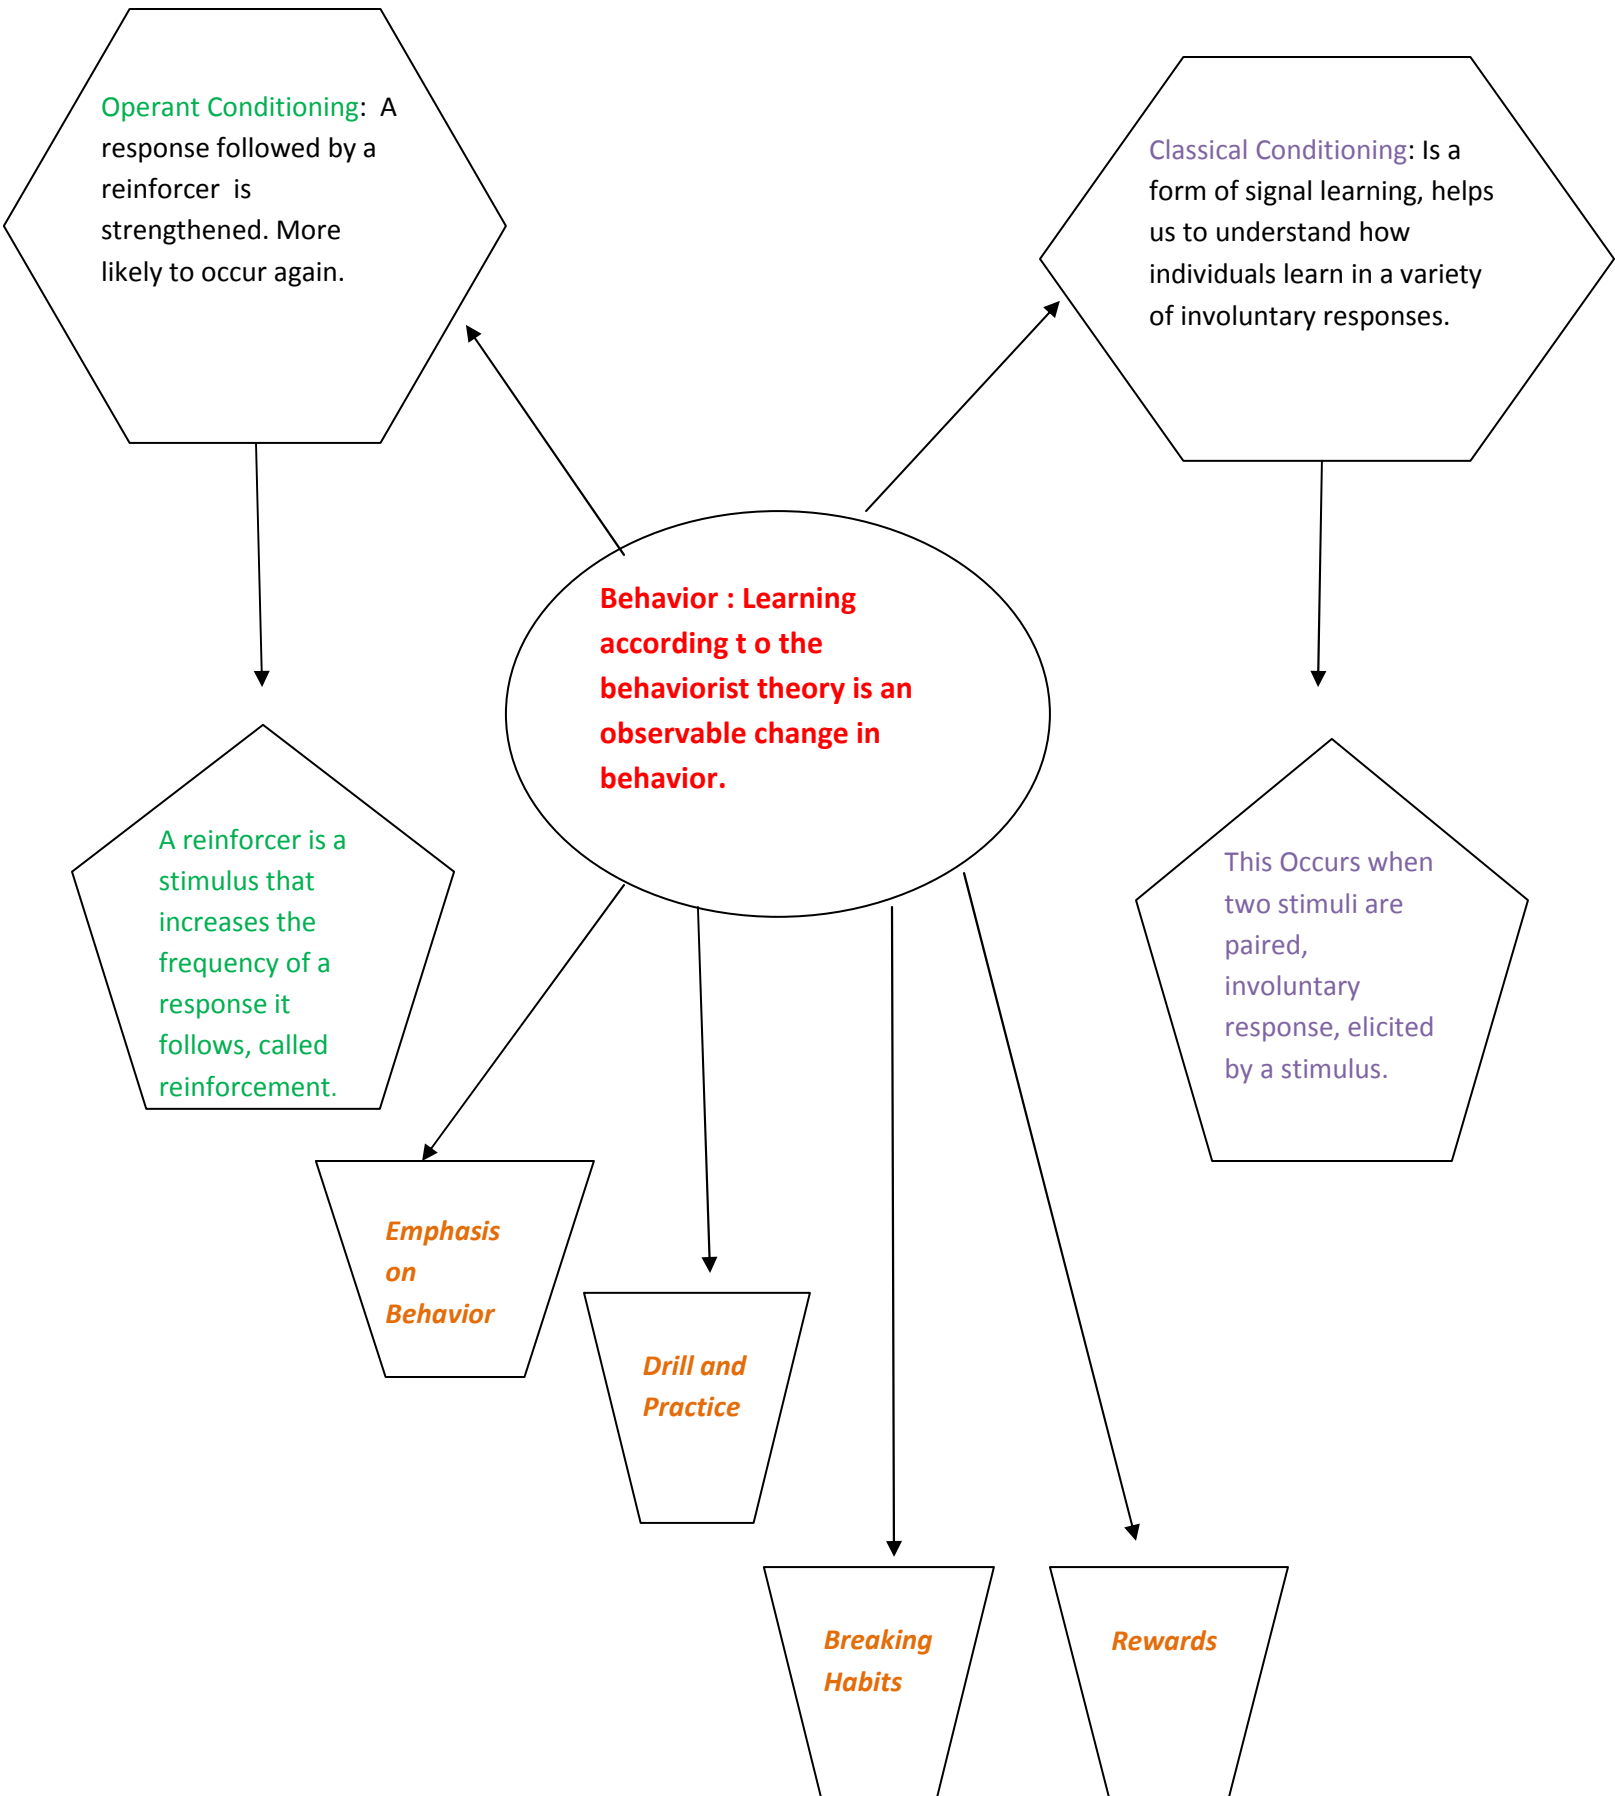 Operant Conditioning:  A
response followed by a
reinforcer  is
strengthened. More
likely to occur again.
Classical Conditioning: Is a
form of signal learning, helps
us to understand how
individuals learn in a variety
of involuntary responses.
Behavior : Learning
according t o the
behaviorist theory is an
observable change in
behavior.
A reinforcer is a
stimulus that
increases the
frequency of a
response it
follows, called
reinforcement.
This Occurs when
two stimuli are
paired,
involuntary
response, elicited
by a stimulus.
Emphasis
on
Behavior
Drill and
Practice
Breaking
Habits
Rewards